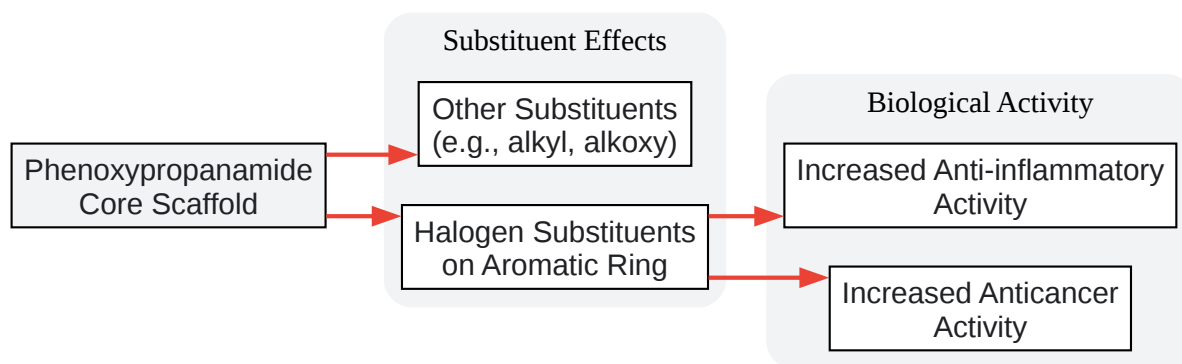 Substituent Effects
Other Substituents
(e.g., alkyl, alkoxy)
Phenoxypropanamide
Core Scaffold
Halogen Substituents
on Aromatic Ring
Biological Activity
Increased Anti-inflammatory
Activity
Increased Anticancer
Activity